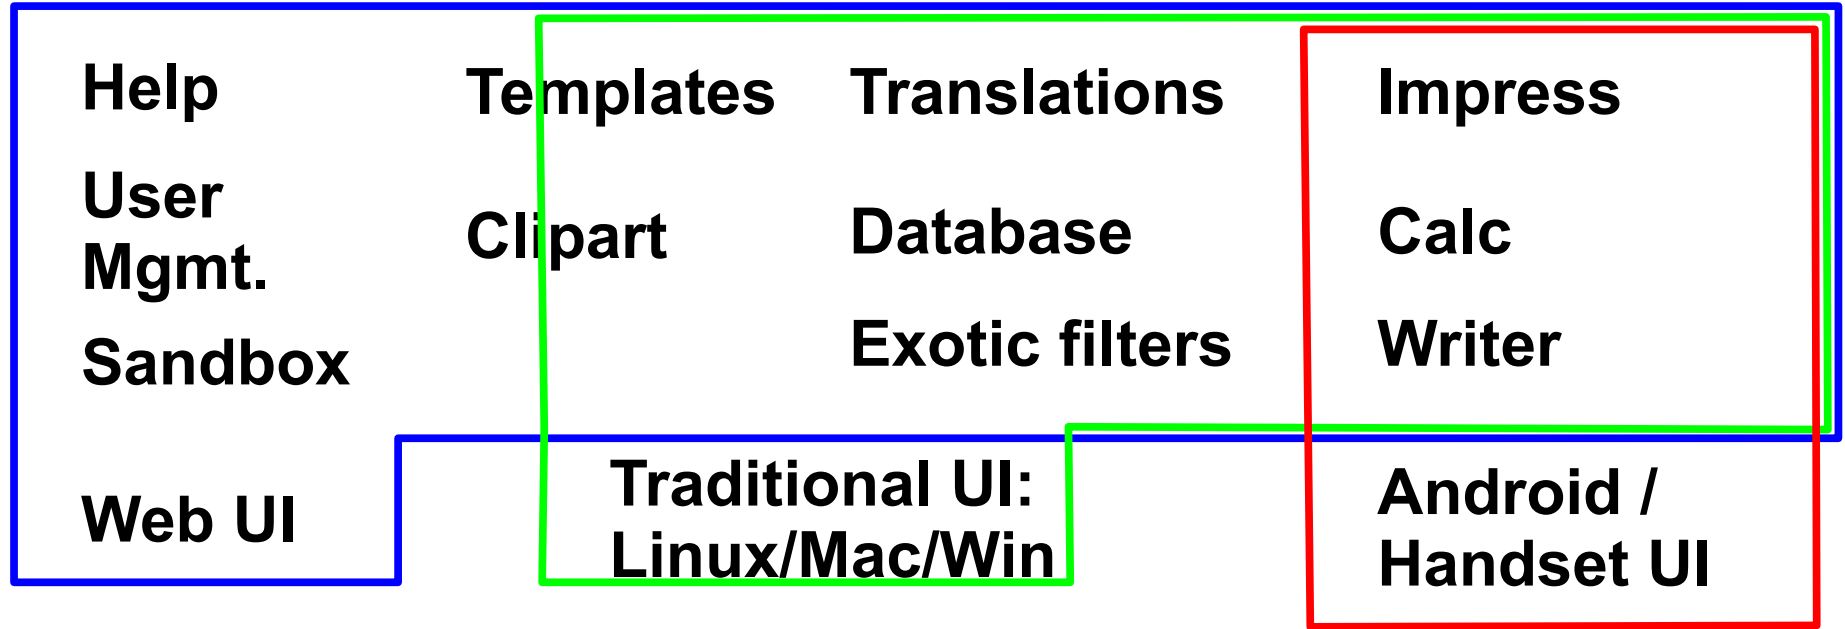 Help
Templates
Translations
Impress
User
Mgmt.
Clipart
Database
Calc
Sandbox
Exotic filters
Writer
Web UI
Traditional UI:
Linux/Mac/Win
Android /
Handset UI